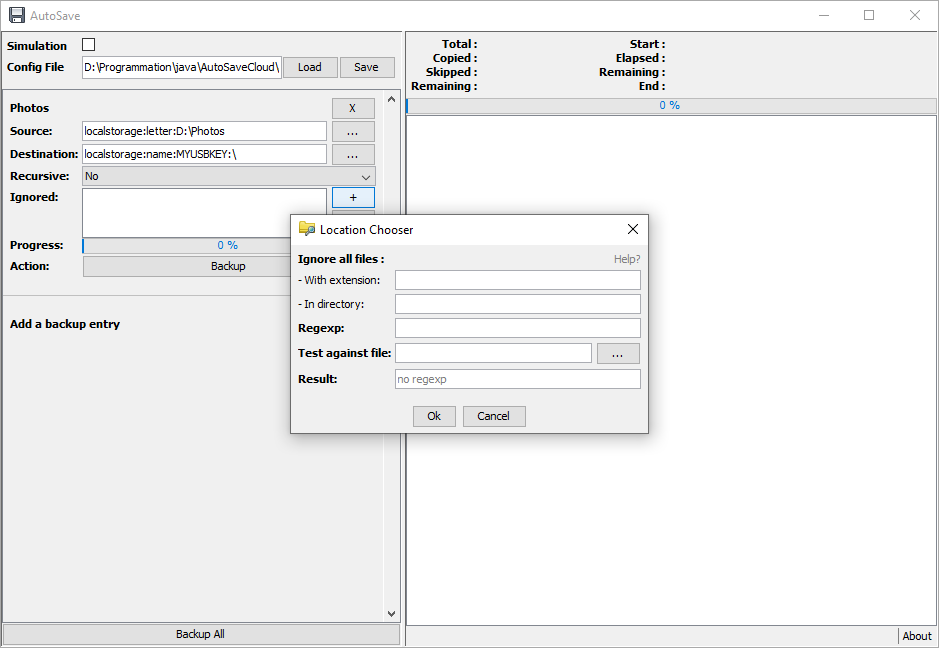 AutoSave
Simulation
Config File D:\Programmation\java\AutoSaveCloud\ Load Save
Photos X
Source: localstorage:letter:D:\Photos ...
Destination: localstorage:name:MYUSBKEY:\ ...
Recursive: No
Ignored: +
Progress: 0 %
Action: Backup
Add a backup entry
Backup All
Total : Start :
Copied : Elapsed :
Skipped : Remaining :
Remaining : End :
0 %
About
Location Chooser
Ignore all files : Help?
- With extension:
- In directory:
Regexp:
Test against file: ...
Result: no regexp
Ok Cancel